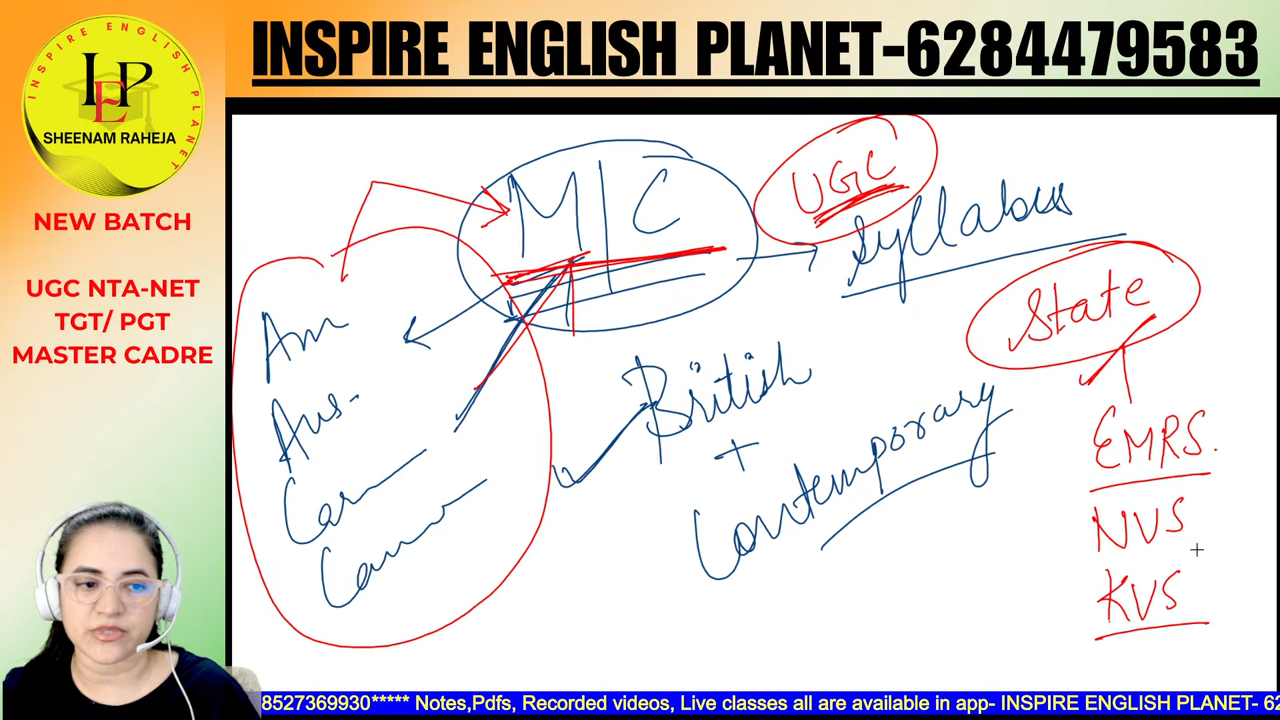 INSPIRE ENGLISH PLANET-6284479583
INSPIRE ENGLISH PLANET
IEP
SHEENAM RAHEJA
NEW BATCH
UGC NTA-NET
TGT/ PGT
MASTER CADRE
M/C
UGC
Syllabus
State
Am
Aus-
Can
British
+
Contemporary
EMRS.
NVS
KVS
8527369930***** Notes,Pdfs, Recorded videos, Live classes all are available in app- INSPIRE ENGLISH PLANET- 62